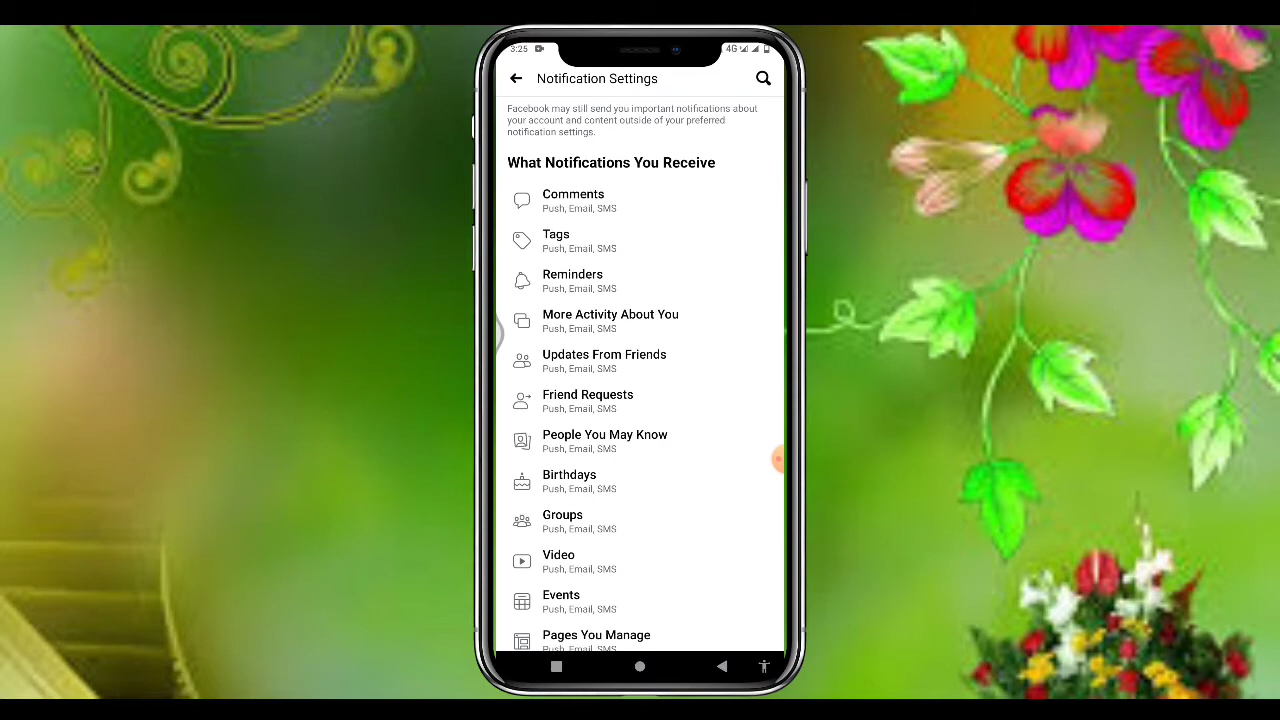 3:25
4G
Notification Settings
Facebook may still send you important notifications about
your account and content outside of your preferred
notification settings.
What Notifications You Receive
Comments
Push, Email, SMS
Tags
Push, Email, SMS
Reminders
Push, Email, SMS
More Activity About You
Push, Email, SMS
Updates From Friends
Push, Email, SMS
Friend Requests
Push, Email, SMS
People You May Know
Push, Email, SMS
Birthdays
Push, Email, SMS
Groups
Push, Email, SMS
Video
Push, Email, SMS
Events
Push, Email, SMS
Pages You Manage
Push, Email, SMS